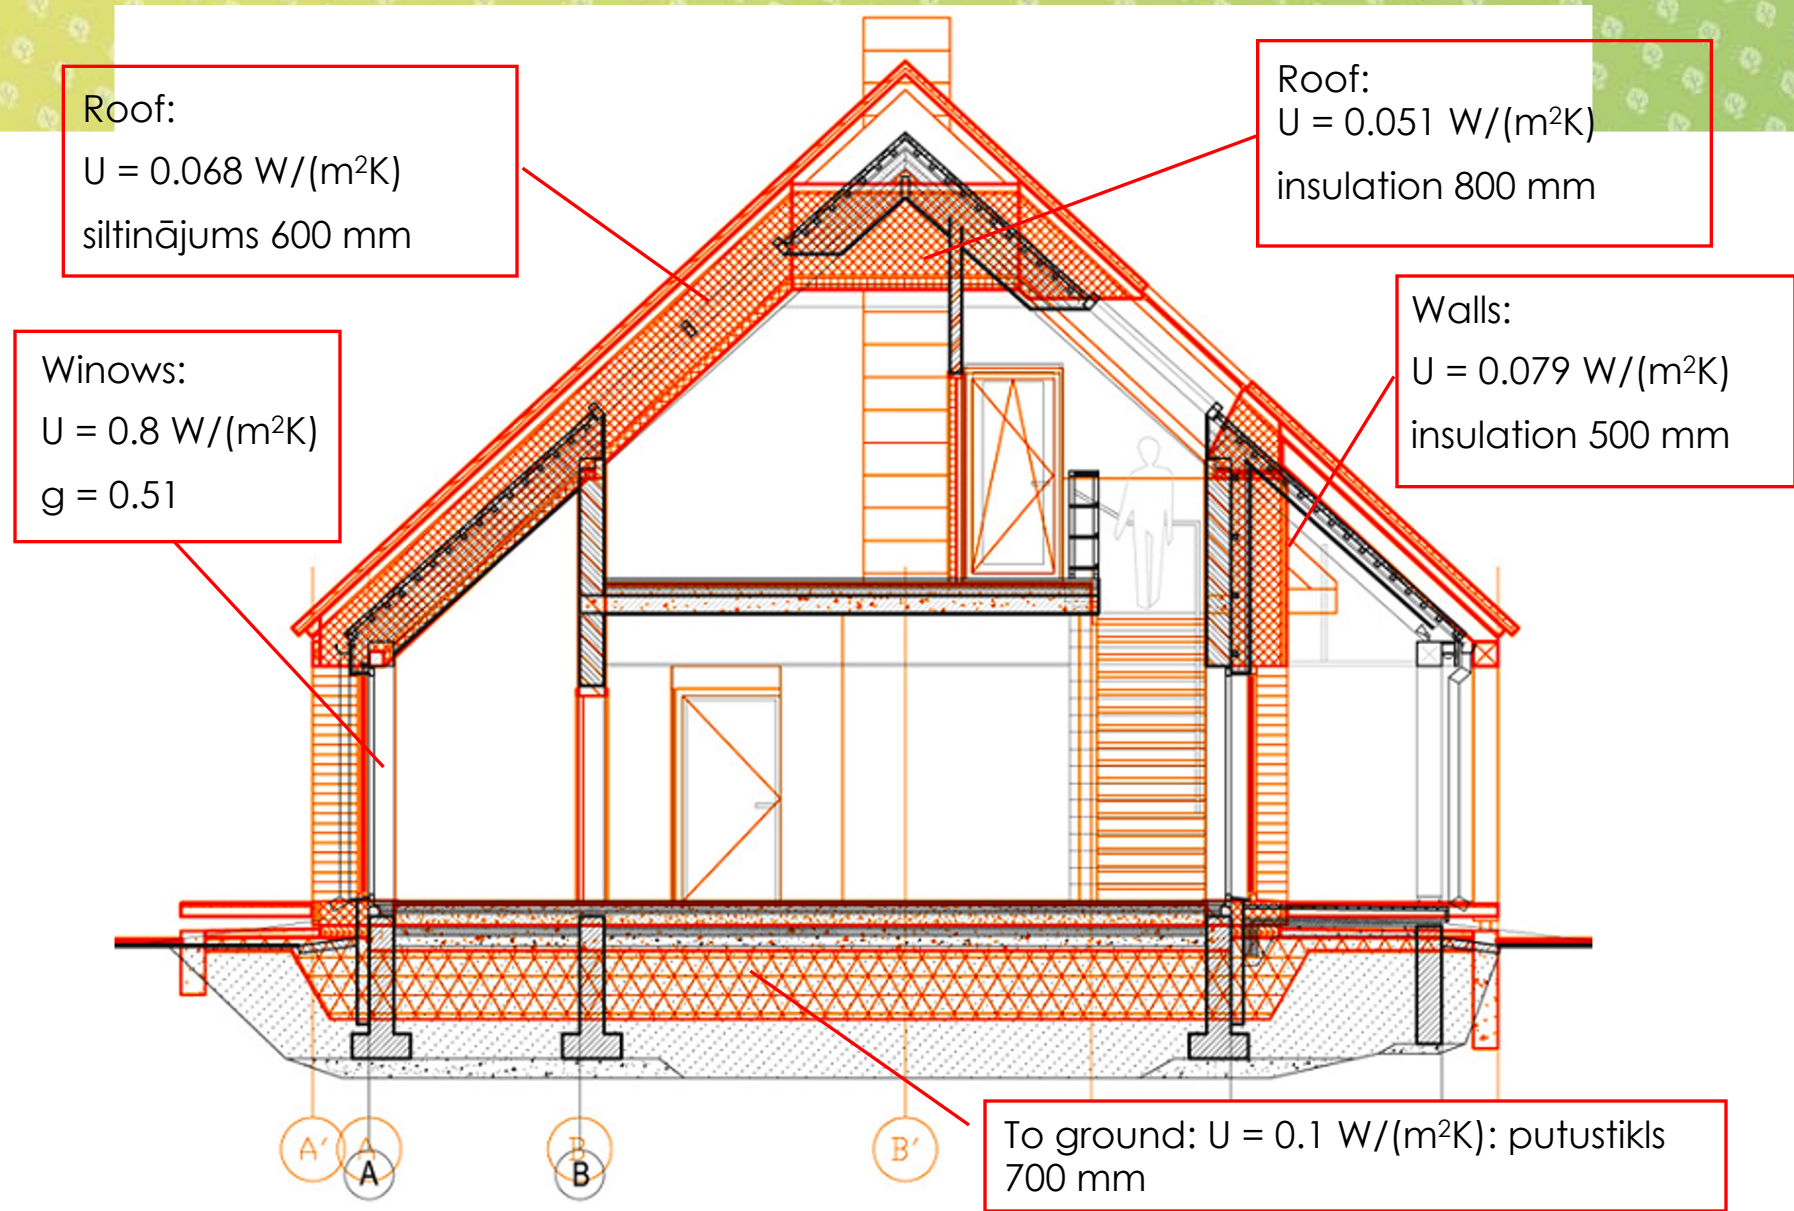 Roof:
U = 0.068 W/(m²K)
siltinājums 600 mm
Roof:
U = 0.051 W/(m²K)
insulation 800 mm
Winows:
U = 0.8 W/(m²K)
g = 0.51
Walls:
U = 0.079 W/(m²K)
insulation 500 mm
To ground: U = 0.1 W/(m²K): putustikls
700 mm
A′
A
B
B′
A
B